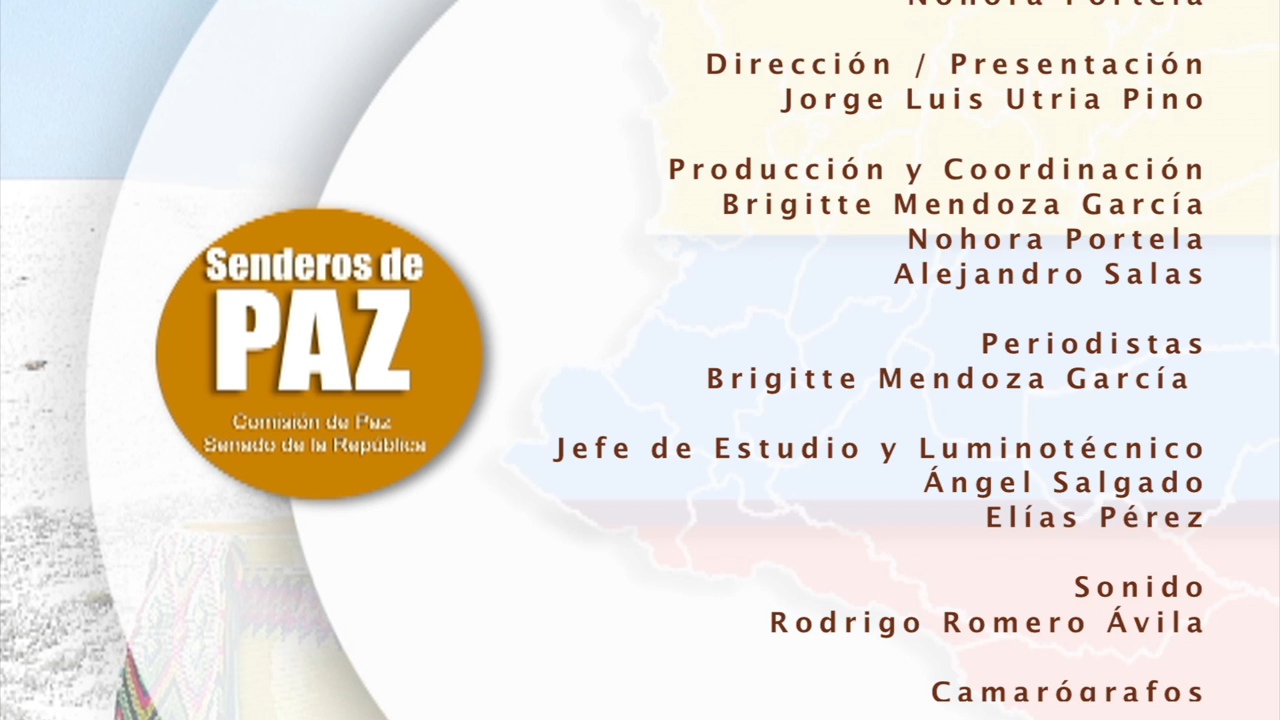 Nohora Portela
Dirección / Presentación
Jorge Luis Utria Pino
Producción y Coordinación
Brigitte Mendoza García
Nohora Portela
Alejandro Salas
Periodistas
Brigitte Mendoza García
Jefe de Estudio y Luminotécnico
Ángel Salgado
Elías Pérez
Sonido
Rodrigo Romero Ávila
Camarógrafos
Senderos de
PAZ
Comisión de Paz
Senado de la República